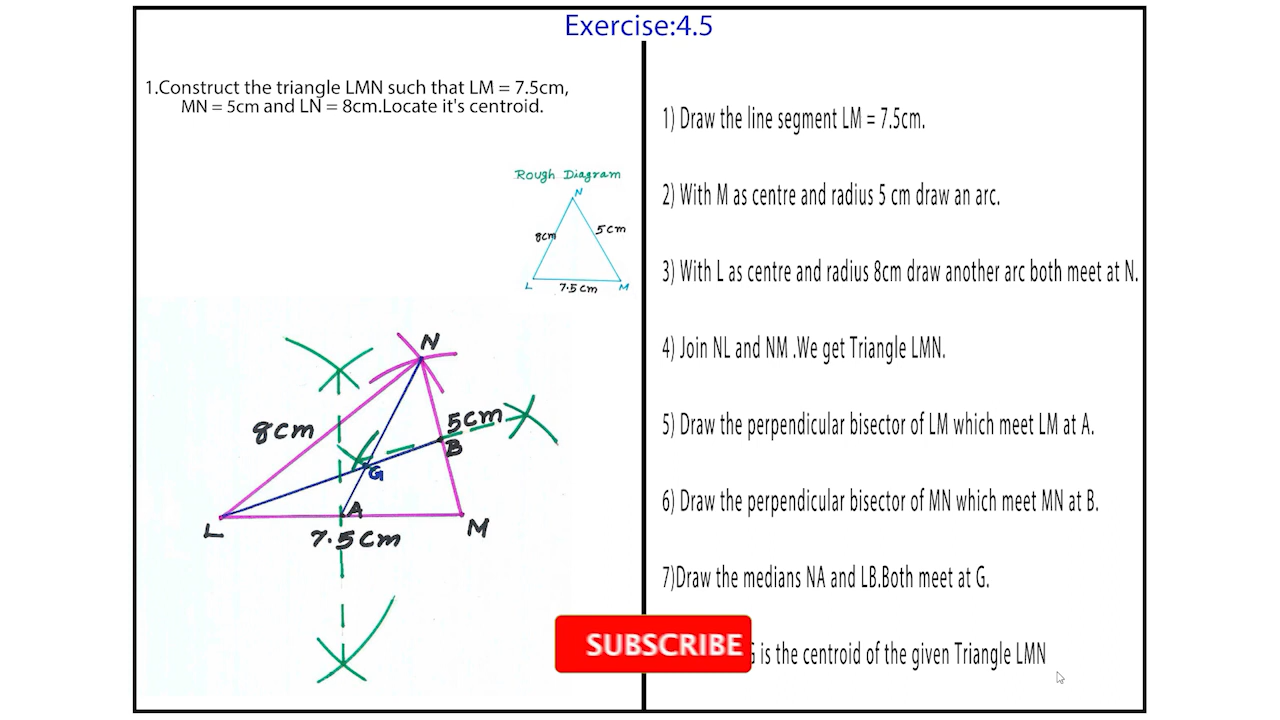 Exercise:4.5
1.Construct the triangle LMN such that LM = 7.5cm,
MN = 5cm and LN = 8cm.Locate it's centroid.
Rough Diagram
N
8cm
5cm
L
7.5cm
M
N
8cm
5cm
B
G
A
L
M
7.5cm
1) Draw the line segment LM = 7.5cm.
2) With M as centre and radius 5 cm draw an arc.
3) With L as centre and radius 8cm draw another arc both meet at N.
4) Join NL and NM .We get Triangle LMN.
5) Draw the perpendicular bisector of LM which meet LM at A.
6) Draw the perpendicular bisector of MN which meet MN at B.
7)Draw the medians NA and LB.Both meet at G.
G is the centroid of the given Triangle LMN
SUBSCRIBE